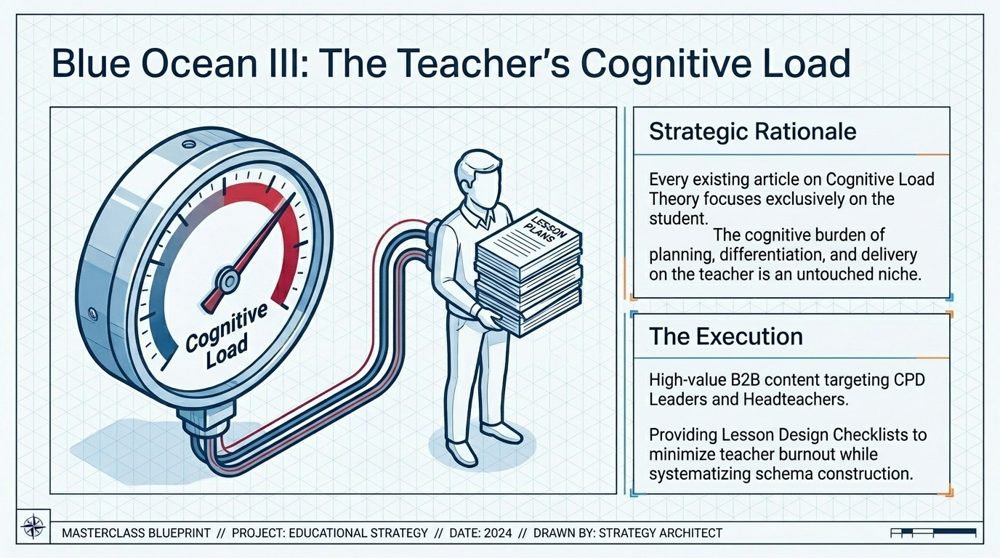 Blue Ocean III: The Teacher's Cognitive Load
Cognitive
Load
LESSON
PLANS
Strategic Rationale
Every existing article on Cognitive Load
Theory focuses exclusively on the
student.
The cognitive burden of
planning, differentiation, and delivery
on the teacher is an untouched niche.
The Execution
High-value B2B content targeting CPD
Leaders and Headteachers.
Providing Lesson Design Checklists to
minimize teacher burnout while
systematizing schema construction.
MASTERCLASS BLUEPRINT // PROJECT: EDUCATIONAL STRATEGY // DATE: 2024 // DRAWN BY: STRATEGY ARCHITECT